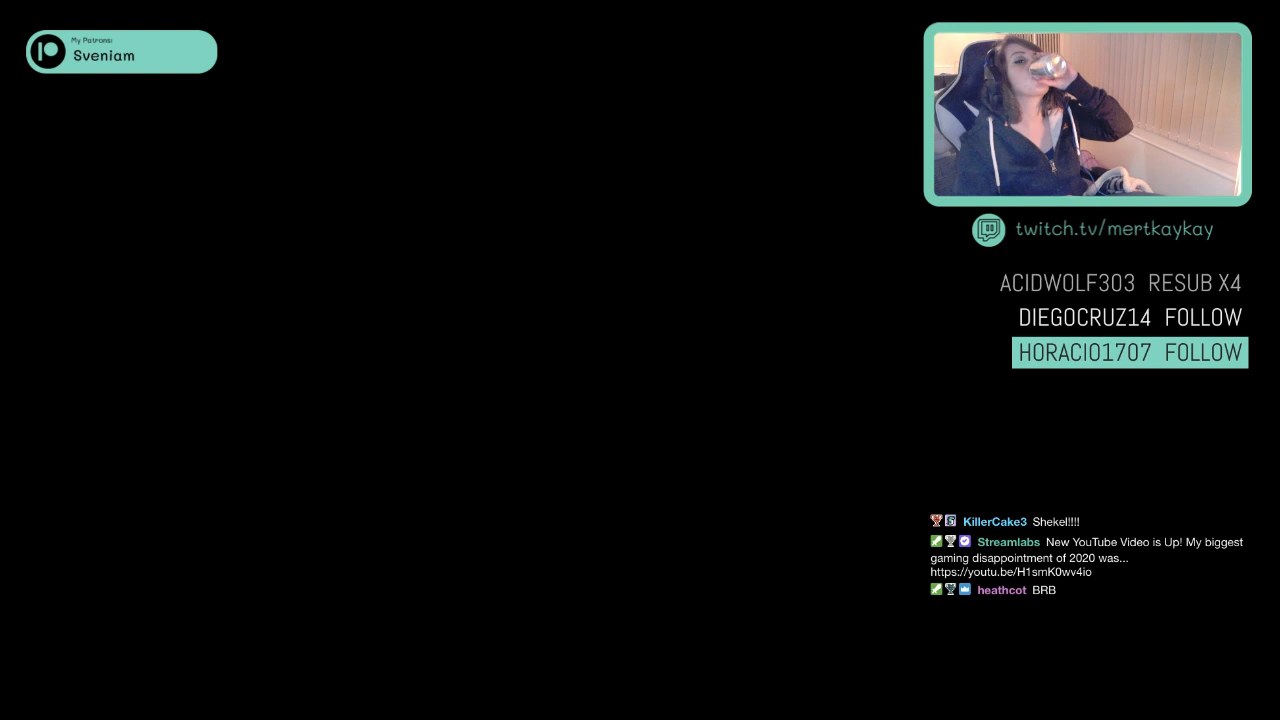 My Patrons:
Sveniam
twitch.tv/mertkaykay
ACIDWOLF303 RESUB X4
DIEGOCRUZ14 FOLLOW
HORACIO1707 FOLLOW
KillerCake3 Shekel!!!!
Streamlabs New YouTube Video is Up! My biggest
gaming disappointment of 2020 was...
https://youtu.be/H1smK0wv4io
heathcot BRB